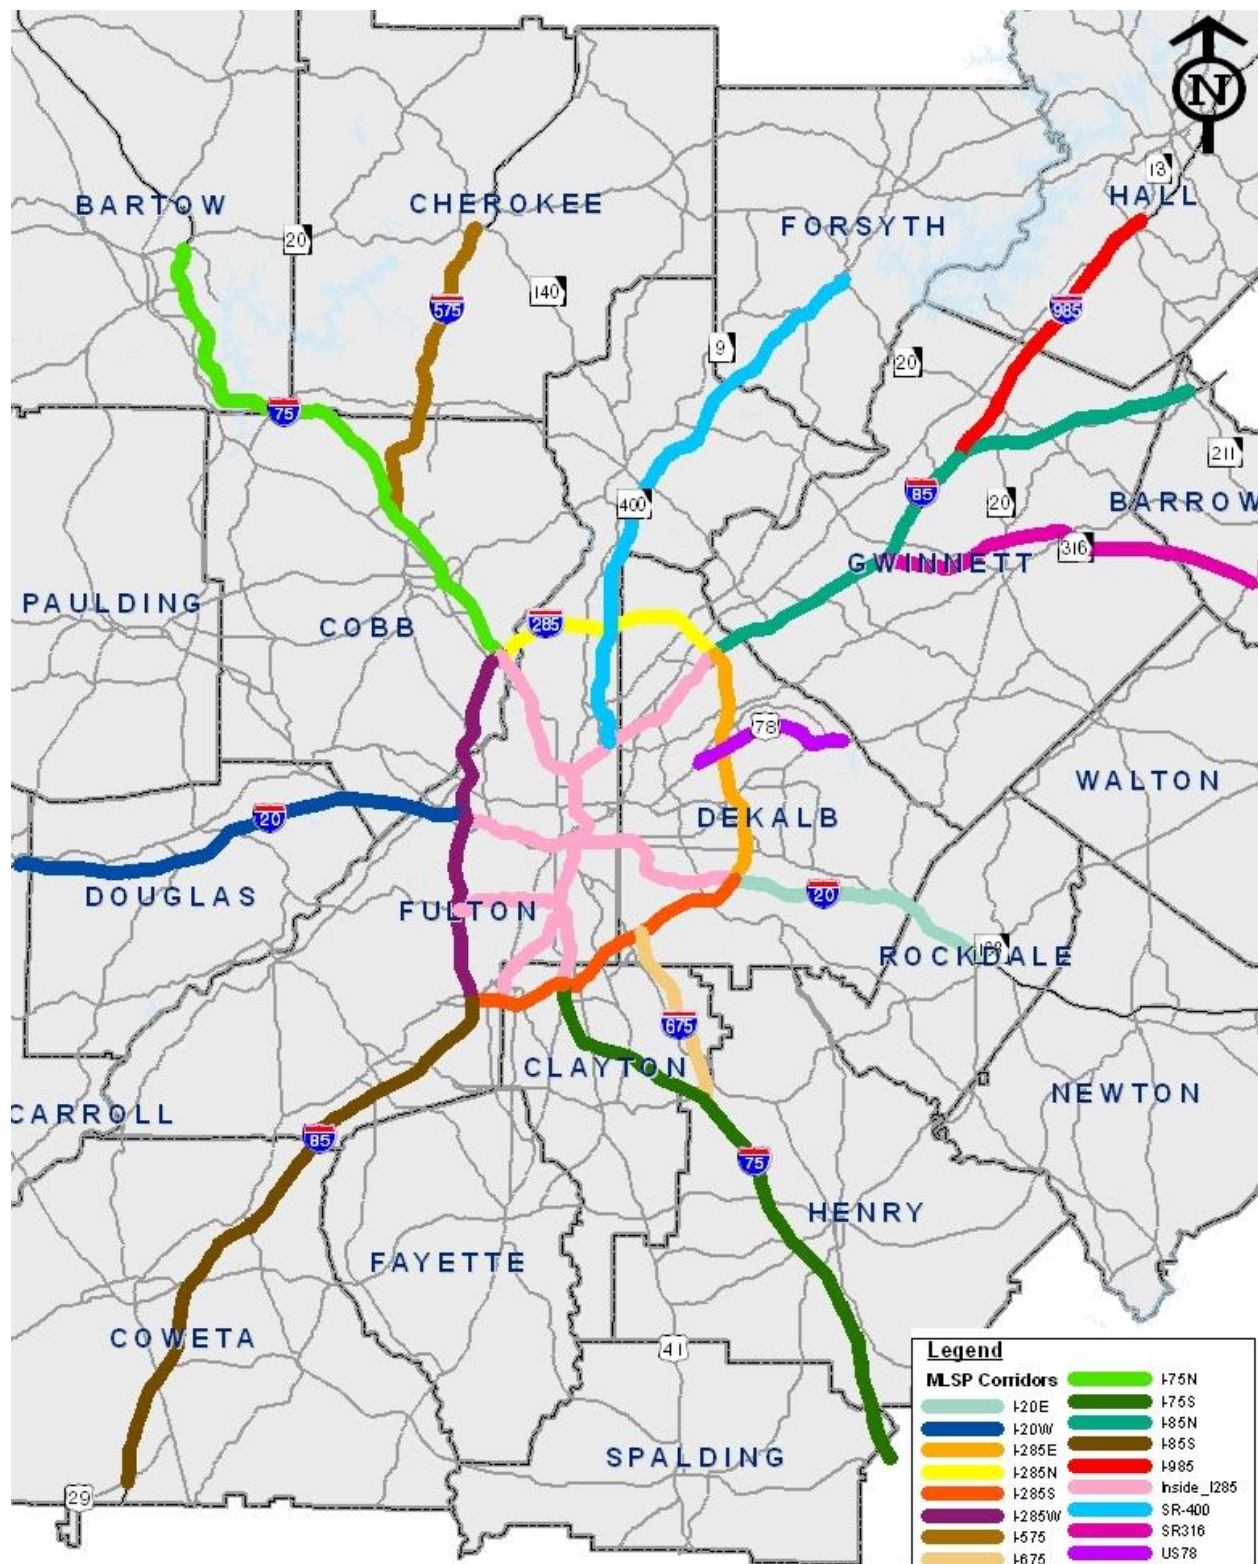 N
13
HALL
BARTOW
CHEROKEE
FORSYTH
20
140
575
985
9
20
75
211
400
85
20
BARROW
316
GWINNETT
PAULDING
COBB
285
78
WALTON
20
DEKALB
DOUGLAS
FULTON
20
ROCKDALE
675
CLAYTON
NEWTON
CARROLL
85
75
HENRY
FAYETTE
COWETA
41
SPALDING
29
Legend
MLSP Corridors
I-20E
I-20W
I-285E
I-285N
I-285S
I-285W
I-575
I-675
I-75N
I-75S
I-85N
I-85S
I-985
Inside_I285
SR-400
SR316
US78